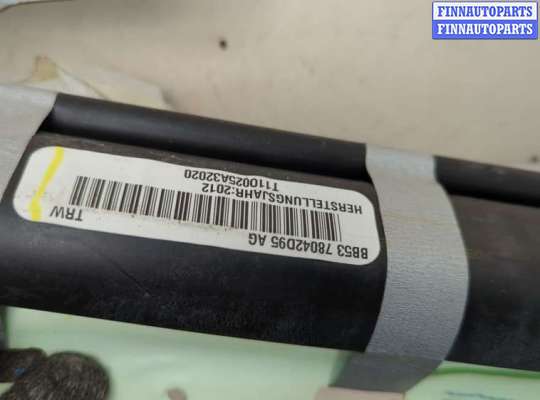 FINNAUTOPARTS
FINNAUTOPARTS
BB53 78042D95 AG
TRW
HERSTELLUNGSJAHR:2012
T110025A32020